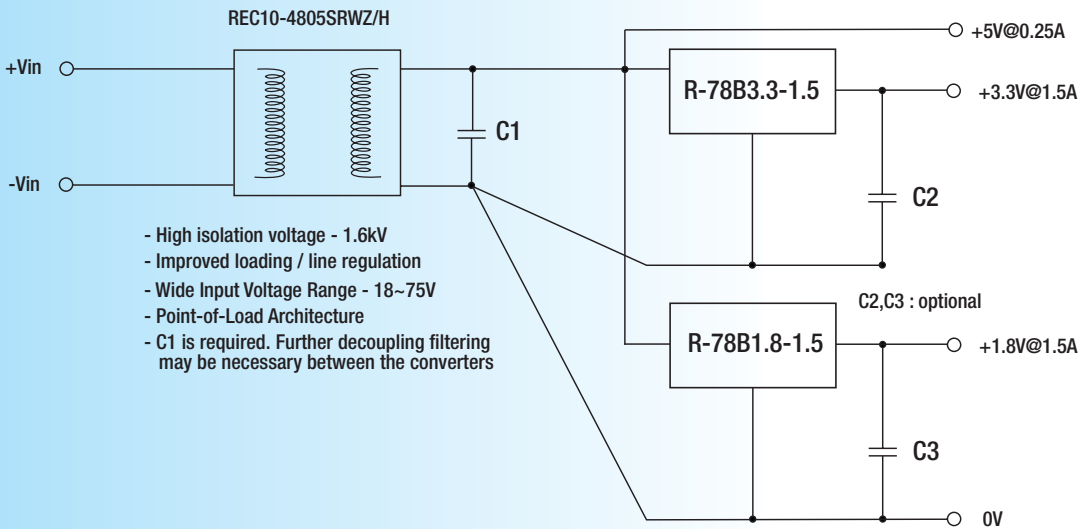 REC10-4805SRWZ/H
+5V@0.25A
+Vin
R-78B3.3-1.5
+3.3V@1.5A
C1
-Vin
C2
- High isolation voltage - 1.6kV
- Improved loading / line regulation
- Wide Input Voltage Range - 18~75V
- Point-of-Load Architecture
- C1 is required. Further decoupling filtering
may be necessary between the converters
C2,C3 : optional
R-78B1.8-1.5
+1.8V@1.5A
C3
0V